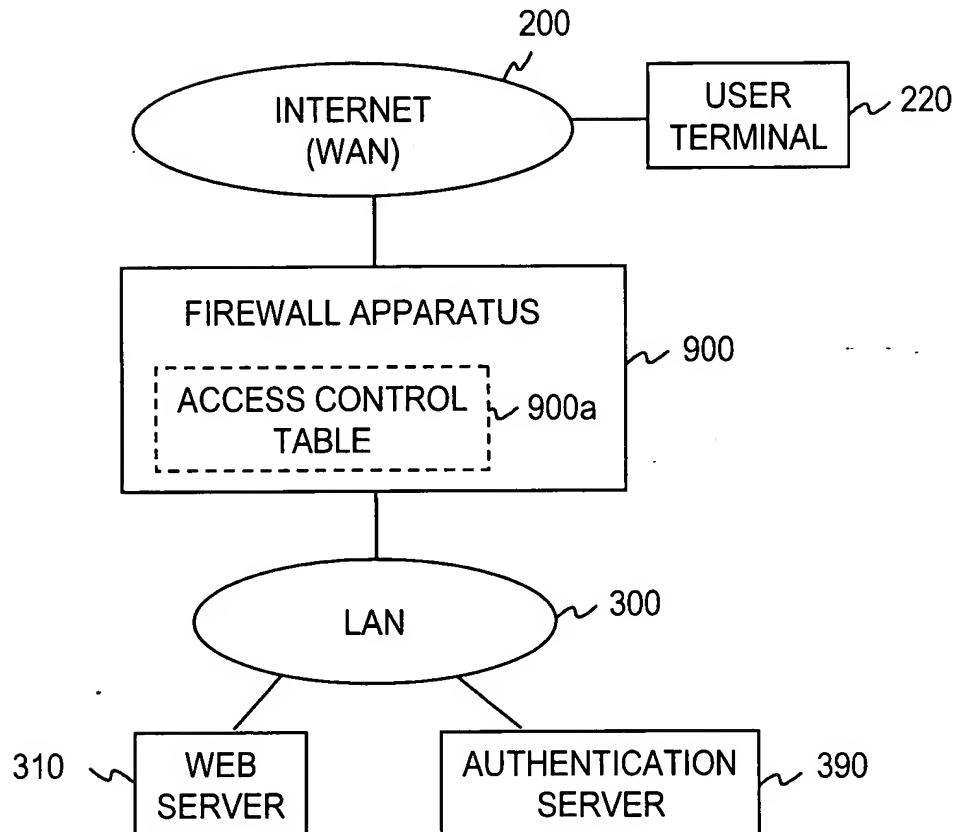 200
INTERNET
(WAN)
USER
TERMINAL
220
FIREWALL APPARATUS
900
ACCESS CONTROL
TABLE
900a
LAN
300
310
WEB
SERVER
AUTHENTICATION
SERVER
390